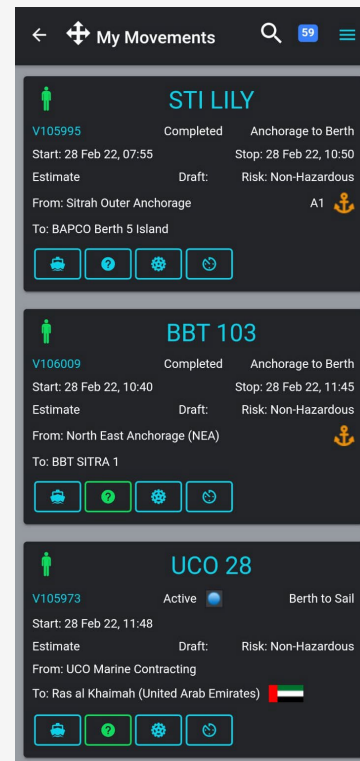 My Movements 59
STI LILY
V105995 Completed Anchorage to Berth
Start: 28 Feb 22, 07:55 Stop: 28 Feb 22, 10:50
Estimate Draft: Risk: Non-Hazardous
From: Sitrah Outer Anchorage A1
To: BAPCO Berth 5 Island
?
BBT 103
V106009 Completed Anchorage to Berth
Start: 28 Feb 22, 10:40 Stop: 28 Feb 22, 11:45
Estimate Draft: Risk: Non-Hazardous
From: North East Anchorage (NEA)
To: BBT SITRA 1
?
UCO 28
V105973 Active Berth to Sail
Start: 28 Feb 22, 11:48
Estimate Draft: Risk: Non-Hazardous
From: UCO Marine Contracting
To: Ras al Khaimah (United Arab Emirates)
?